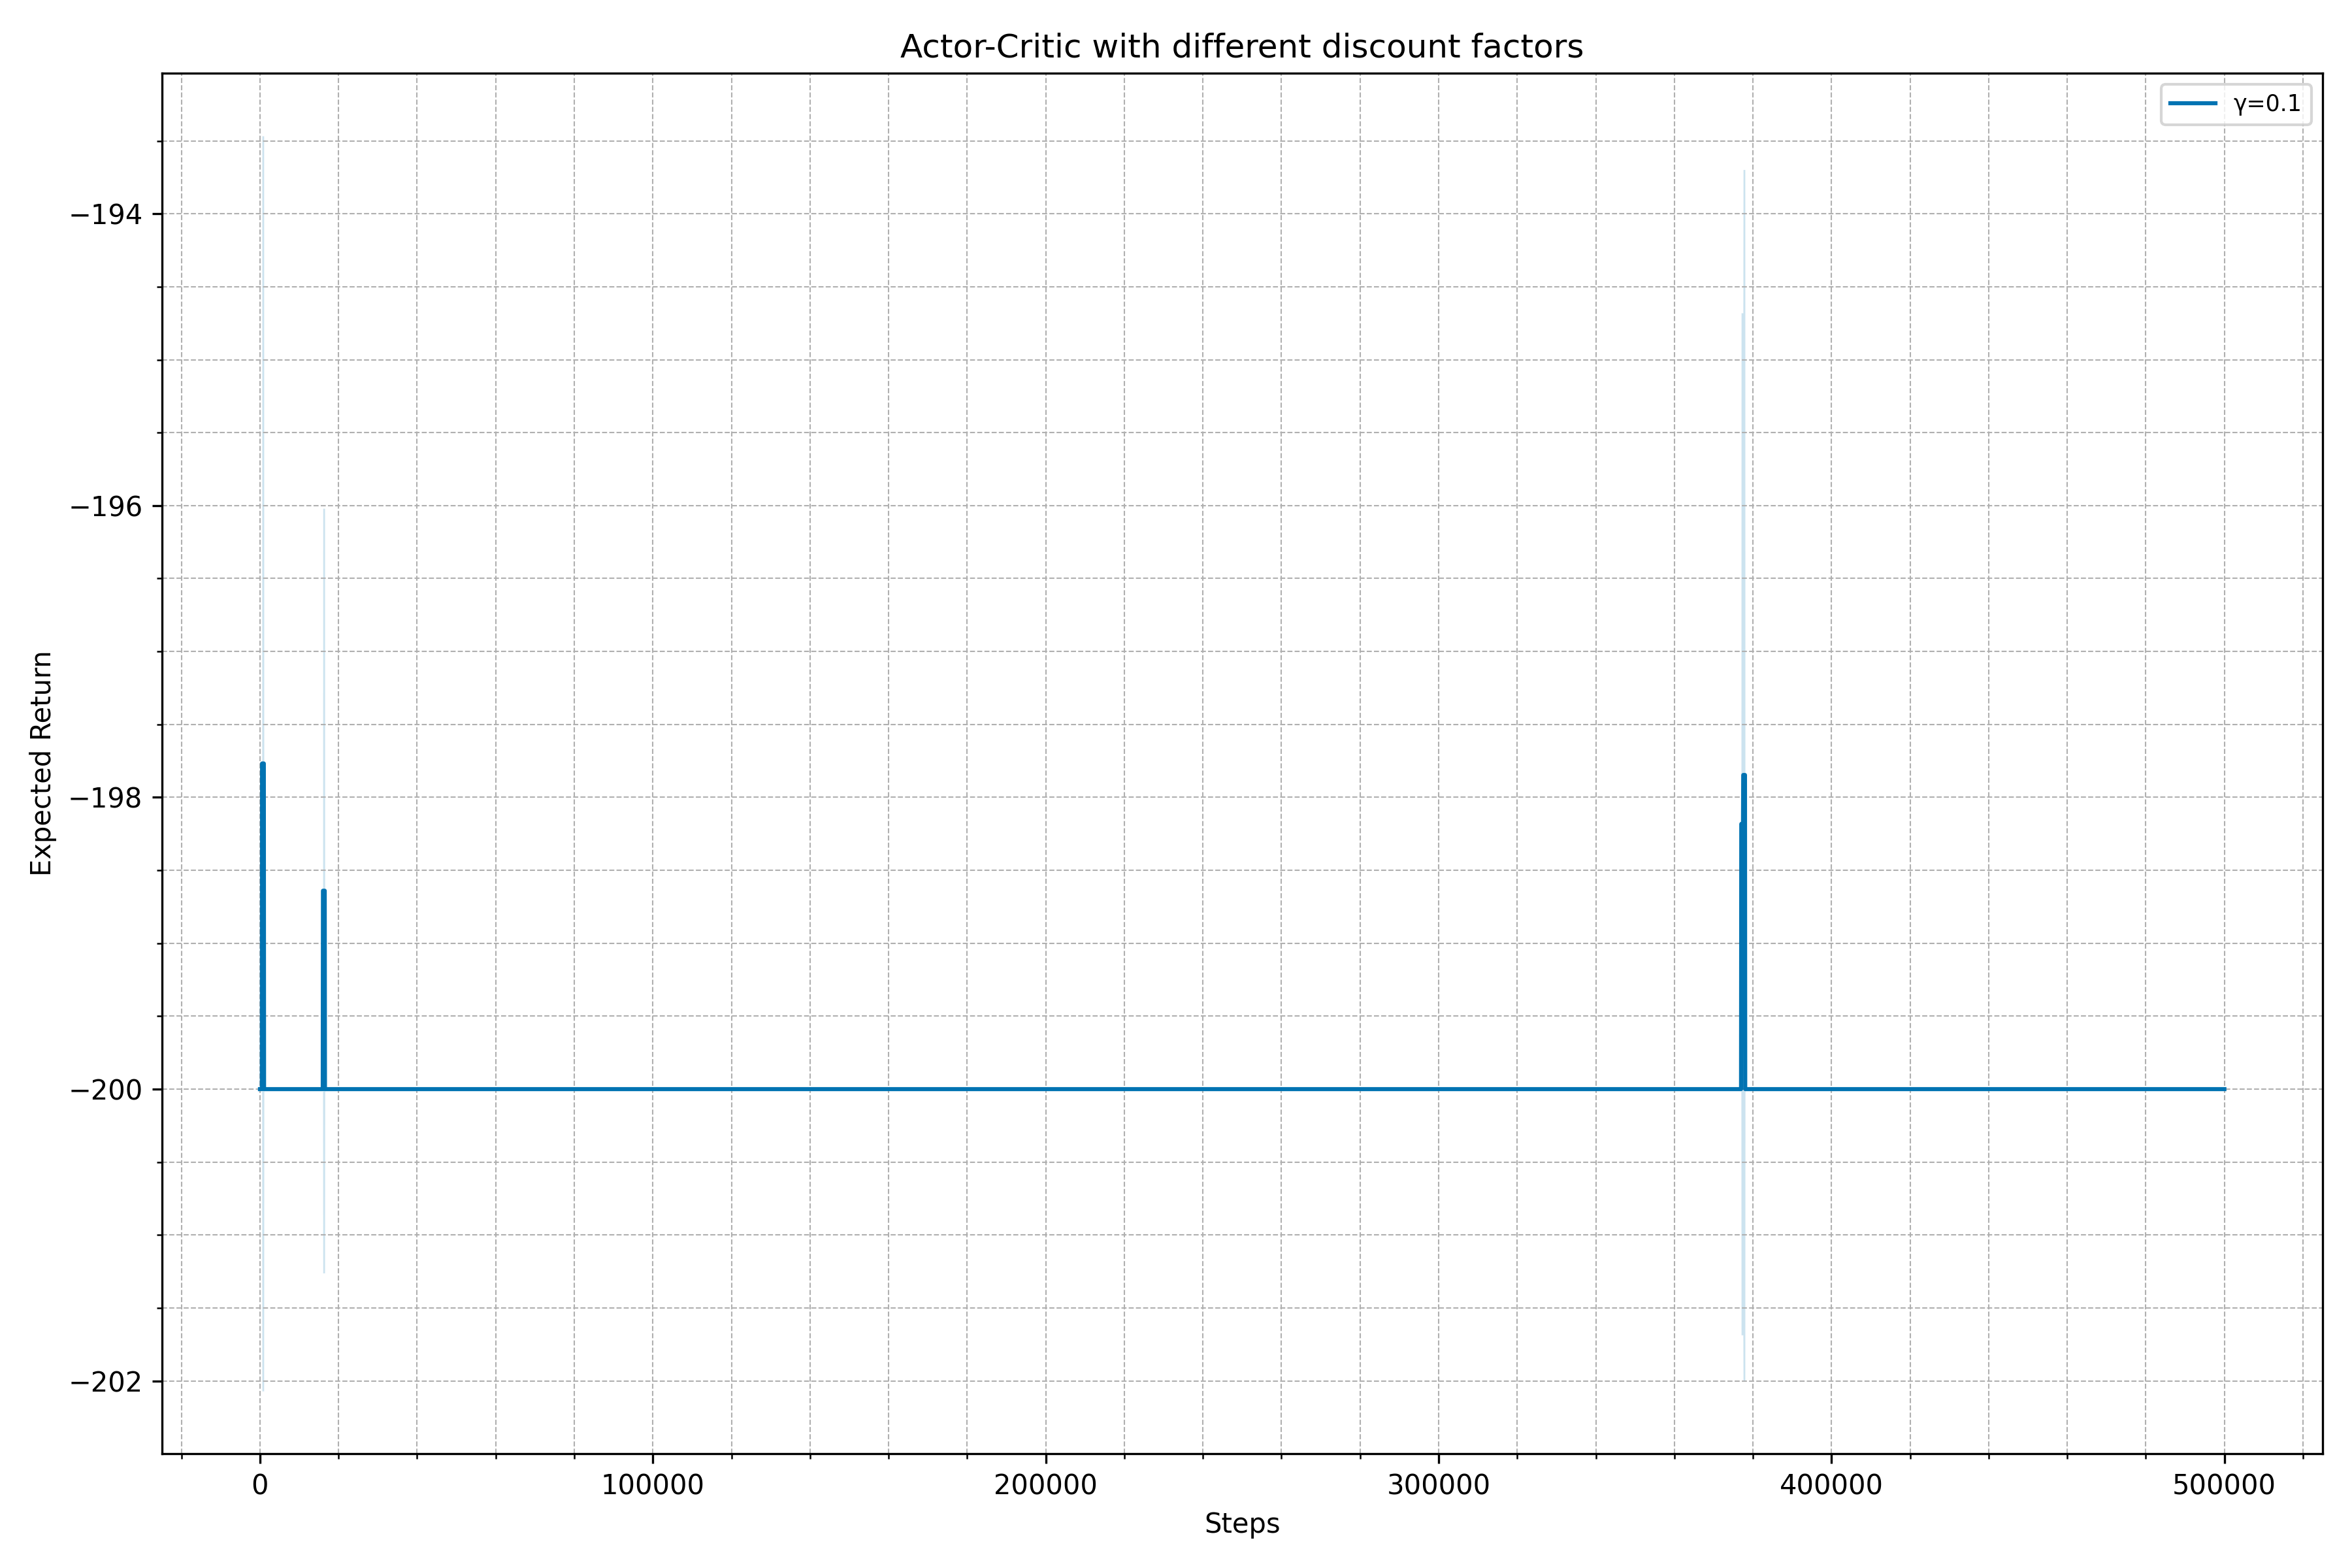 Actor-Critic with different discount factors
γ=0.1
Expected Return
−194
−196
−198
−200
−202
0 100000 200000 300000 400000 500000
Steps